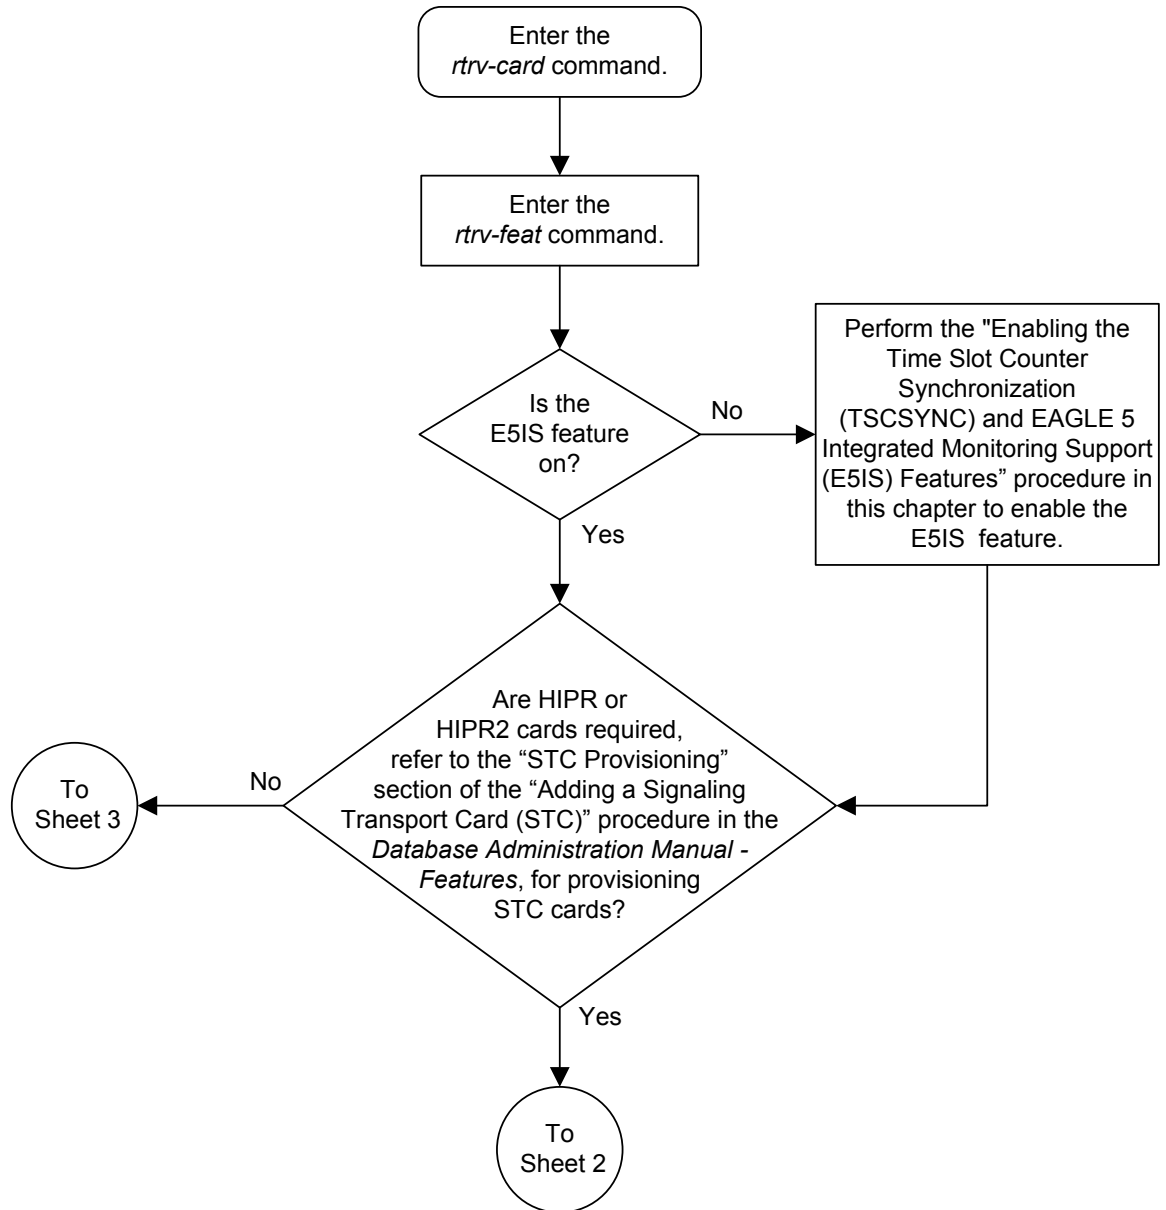 Enter the
rtrv-card command.
Enter the
rtrv-feat command.
Is the
E5IS feature
on?
No
Perform the "Enabling the
Time Slot Counter
Synchronization
(TSCSYNC) and EAGLE 5
Integrated Monitoring Support
(E5IS) Features” procedure in
this chapter to enable the
E5IS feature.
Yes
Are HIPR or
HIPR2 cards required,
refer to the “STC Provisioning”
section of the “Adding a Signaling
Transport Card (STC)” procedure in the
Database Administration Manual -
Features, for provisioning
STC cards?
No
To
Sheet 3
Yes
To
Sheet 2